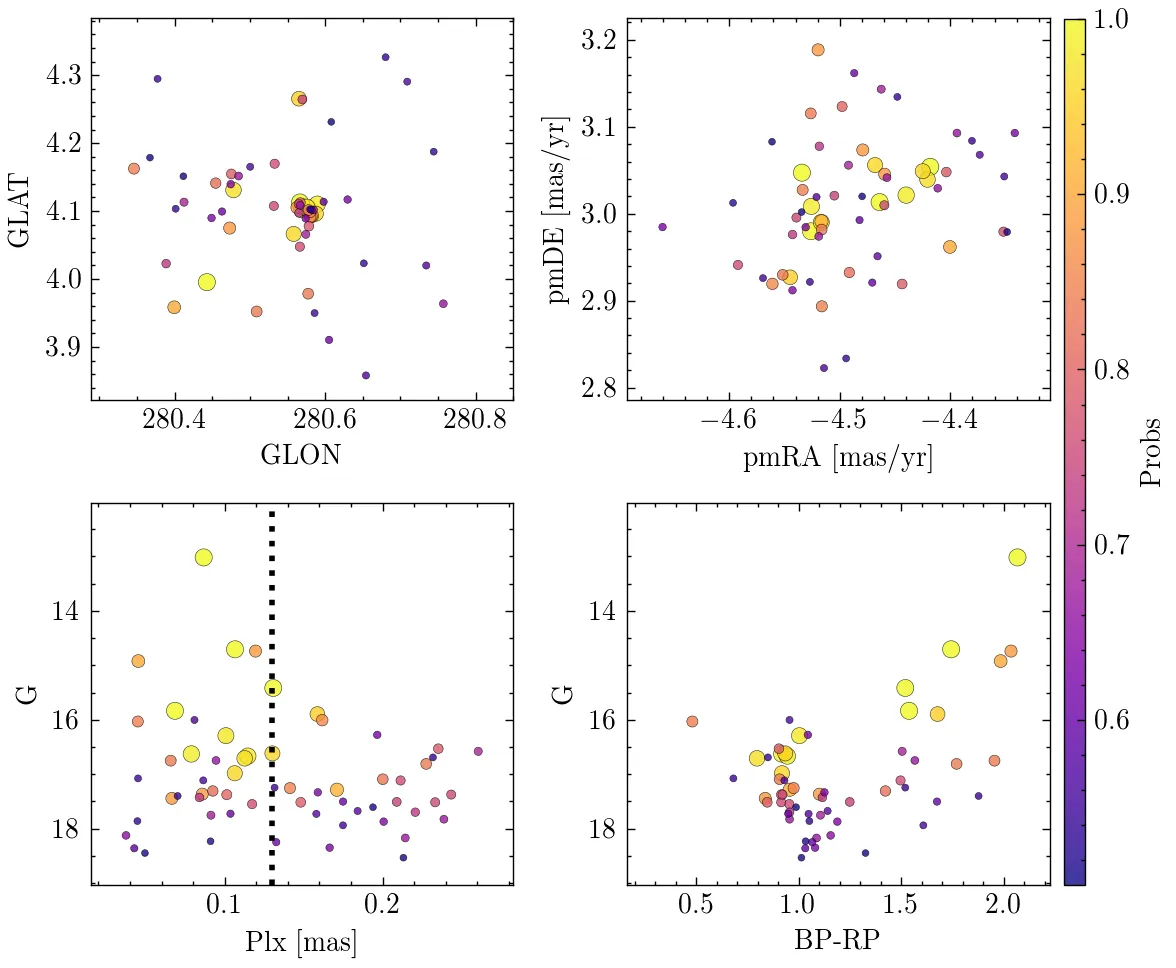 4.3
4.2
4.1
4.0
3.9
GLAT
280.4 280.6 280.8
GLON
3.2
3.1
3.0
2.9
2.8
pmDE [mas/yr]
−4.6 −4.5 −4.4
pmRA [mas/yr]
1.0
0.9
0.8
0.7
0.6
Probs
14
16
18
G
0.1 0.2
Plx [mas]
14
16
18
G
0.5 1.0 1.5 2.0
BP-RP